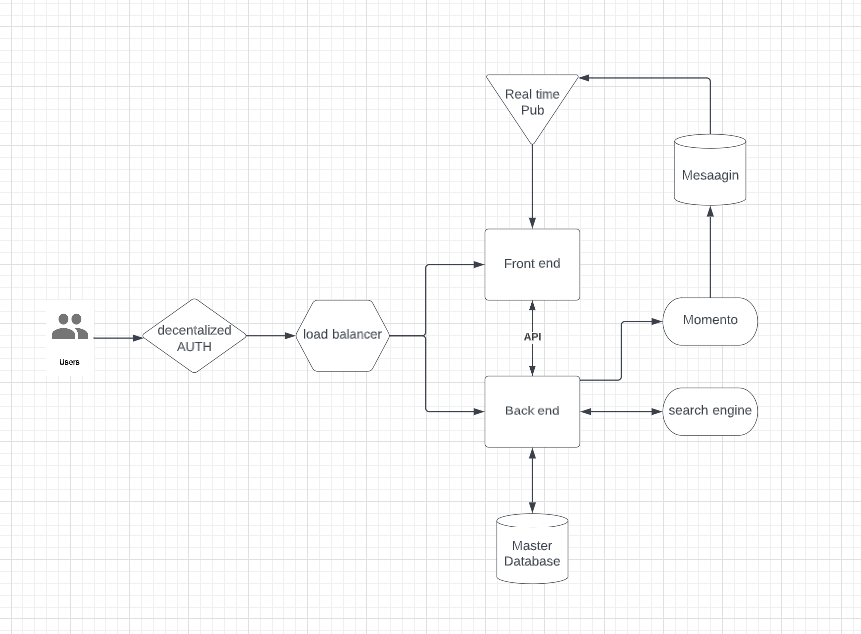 Real time
Pub
Mesaagin
Front end
Users
decentalized
AUTH
load balancer
API
Momento
Back end
search engine
Master
Database